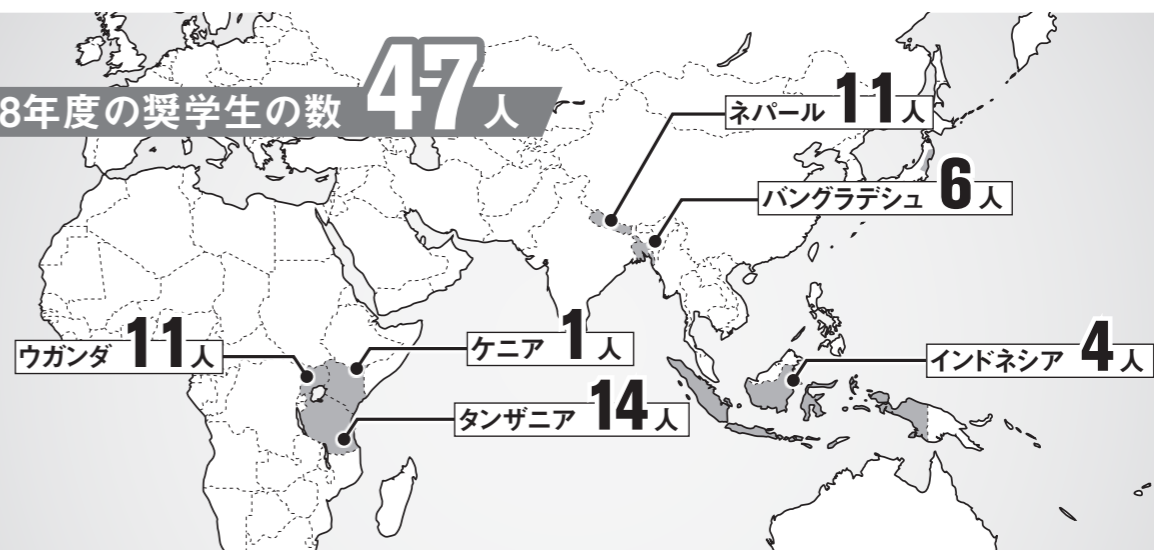 8年度の奨学生の数 47人
ネパール 11人
バングラデシュ 6人
ウガンダ 11人
ケニア 1人
インドネシア 4人
タンザニア 14人